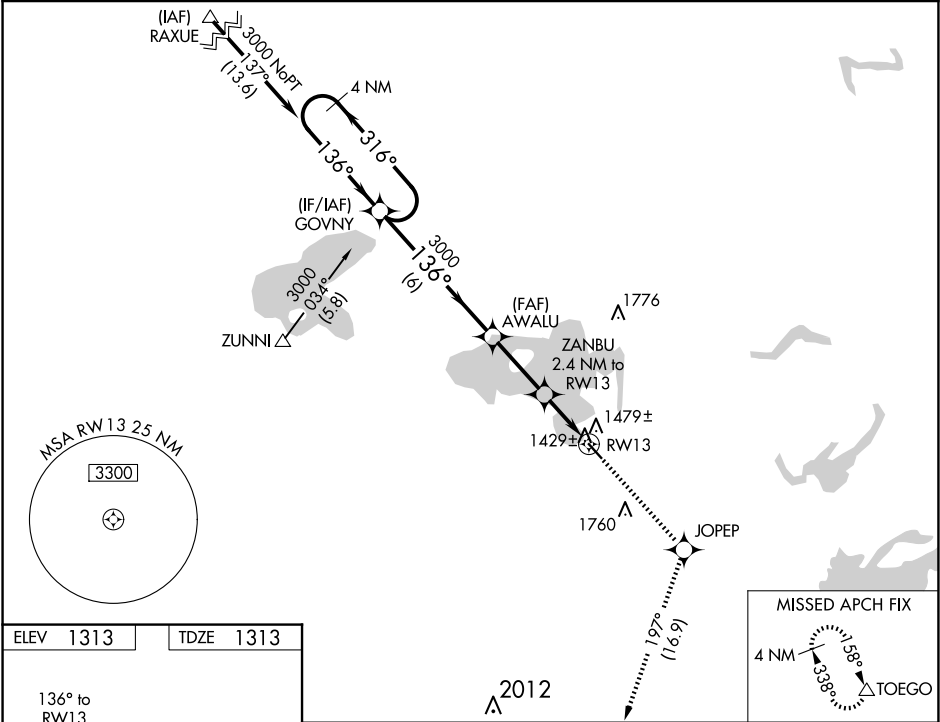 (IAF)
RAXUE
3000 NoPT
137°
(13.6)
4 NM
316°
136°
(IF/IAF)
GOVNY
3000
136°
(6)
3000
034°
(5.8)
ZUNNI
(FAF)
AWALU
1776
ZANBU
2.4 NM to
RW13
1479±
1429±
RW13
MSA RW13 25 NM
3300
1760
JOPEP
197°
(16.9)
MISSED APCH FIX
4 NM
158°
338°
TOEGO
ELEV 1313
TDZE 1313
136° to
RW13
2012